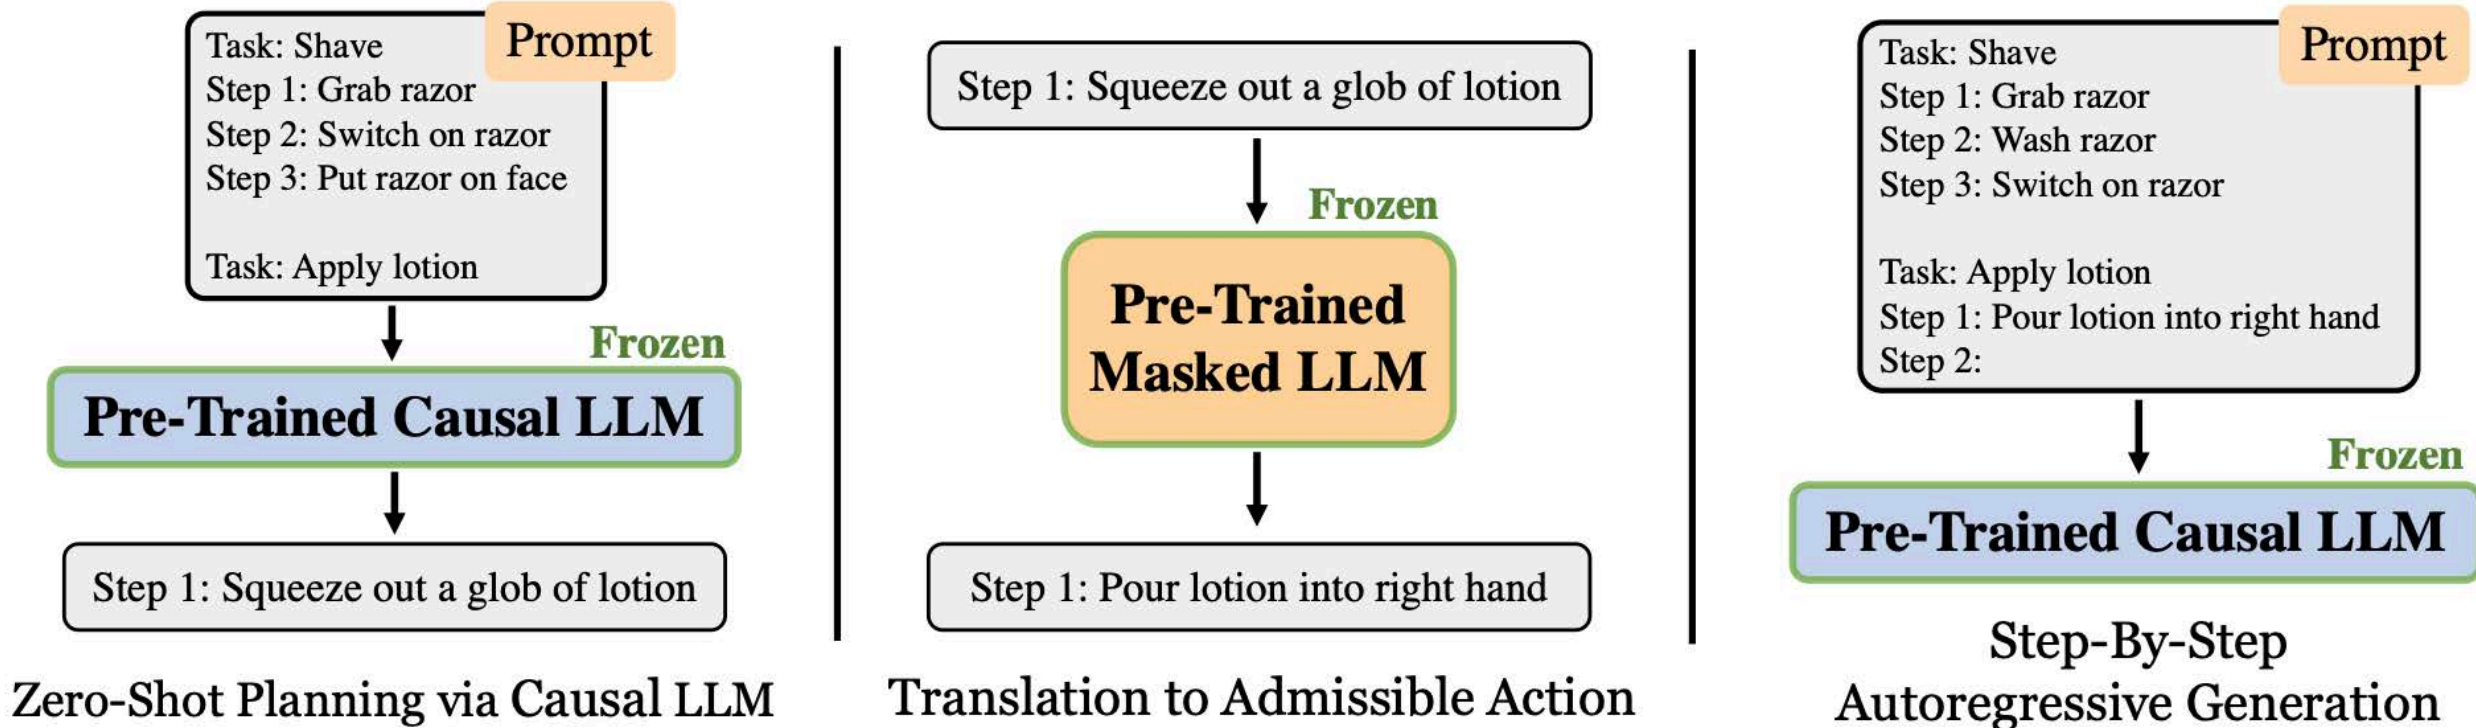 Prompt
Task: Shave
Step 1: Grab razor
Step 2: Switch on razor
Step 3: Put razor on face
Task: Apply lotion
Frozen
Pre-Trained Causal LLM
Step 1: Squeeze out a glob of lotion
Zero-Shot Planning via Causal LLM
Step 1: Squeeze out a glob of lotion
Frozen
Pre-Trained
Masked LLM
Step 1: Pour lotion into right hand
Translation to Admissible Action
Prompt
Task: Shave
Step 1: Grab razor
Step 2: Wash razor
Step 3: Switch on razor
Task: Apply lotion
Step 1: Pour lotion into right hand
Step 2:
Frozen
Pre-Trained Causal LLM
Step-By-Step
Autoregressive Generation